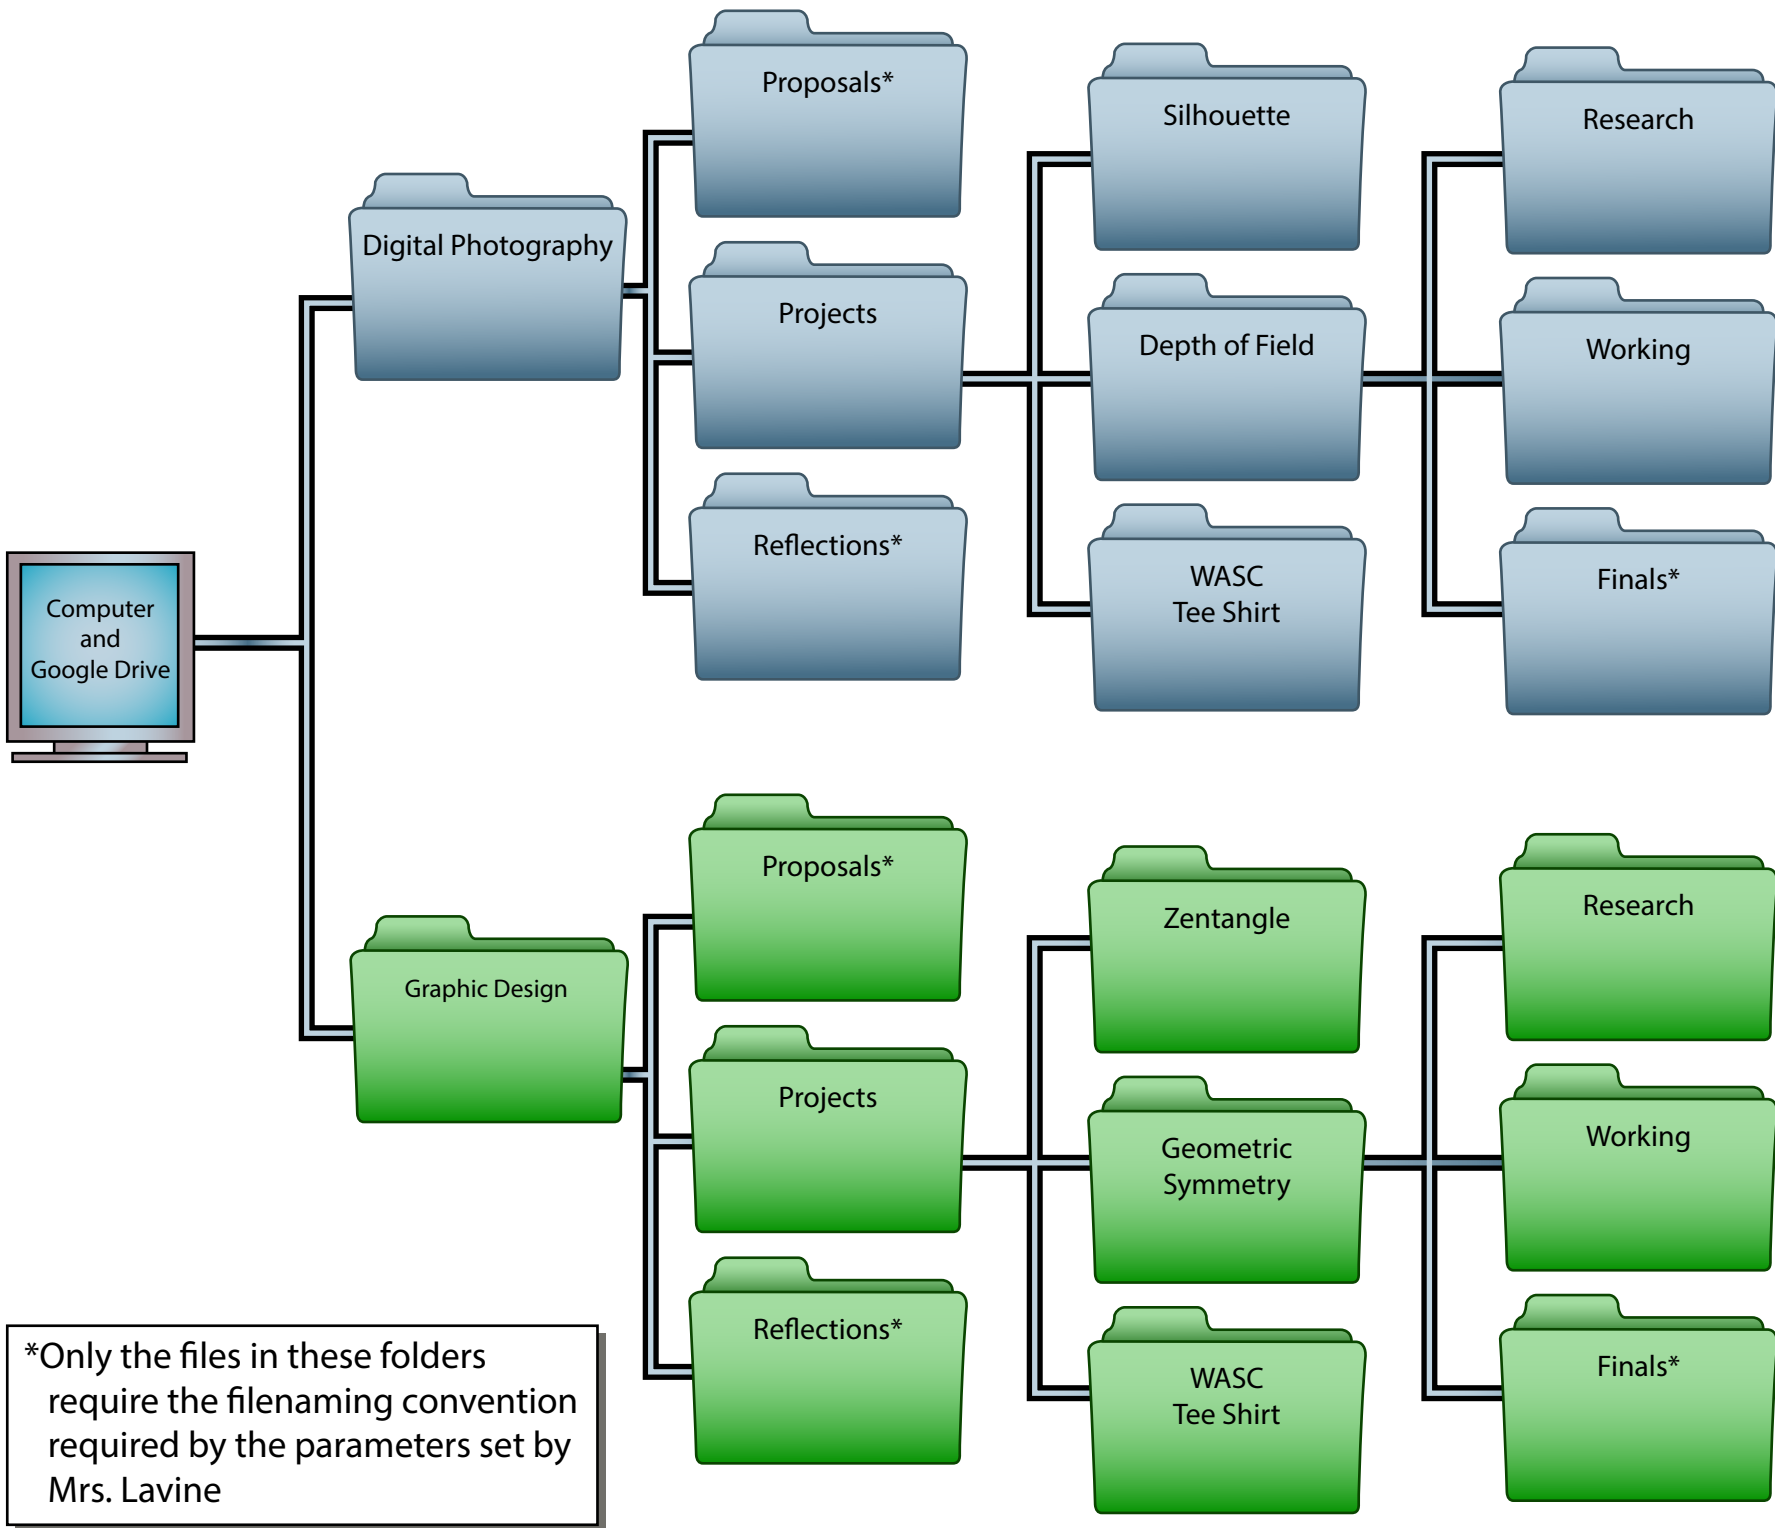 Proposals*
Silhouette
Research
Digital Photography
Projects
Depth of Field
Working
Reflections*
WASC
Tee Shirt
Finals*
Computer
and
Google Drive
Proposals*
Zentangle
Research
Graphic Design
Projects
Geometric
Symmetry
Working
Reflections*
WASC
Tee Shirt
Finals*
*Only the files in these folders
require the filenaming convention
required by the parameters set by
Mrs. Lavine